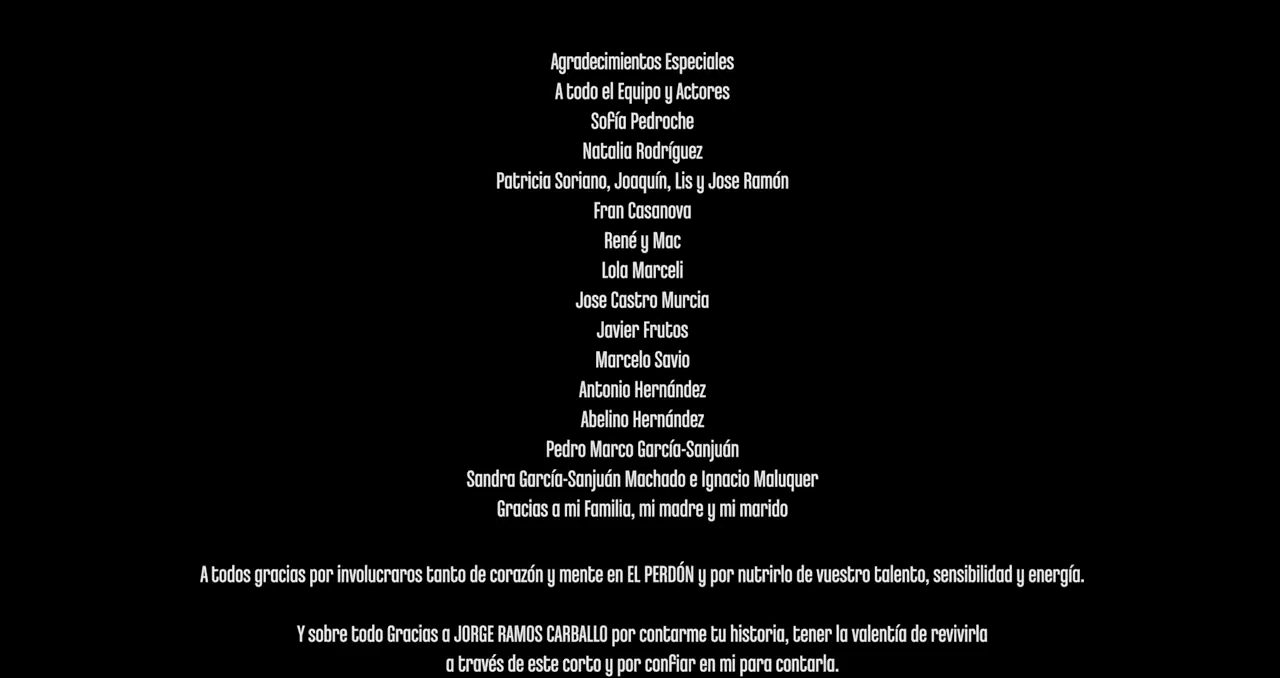 Agradecimientos Especiales
A todo el Equipo y Actores
Sofía Pedroche
Natalia Rodríguez
Patricia Soriano, Joaquín, Lis y Jose Ramón
Fran Casanova
René y Mac
Lola Marceli
Jose Castro Murcia
Javier Frutos
Marcelo Savio
Antonio Hernández
Abelino Hernández
Pedro Marco García-Sanjuán
Sandra García-Sanjuán Machado e Ignacio Maluquer
Gracias a mi Familia, mi madre y mi marido
A todos gracias por involucraros tanto de corazón y mente en EL PERDÓN y por nutrirlo de vuestro talento, sensibilidad y energía.
Y sobre todo Gracias a JORGE RAMOS CARBALLO por contarme tu historia, tener la valentía de revivirla
a través de este corto y por confiar en mi para contarla.